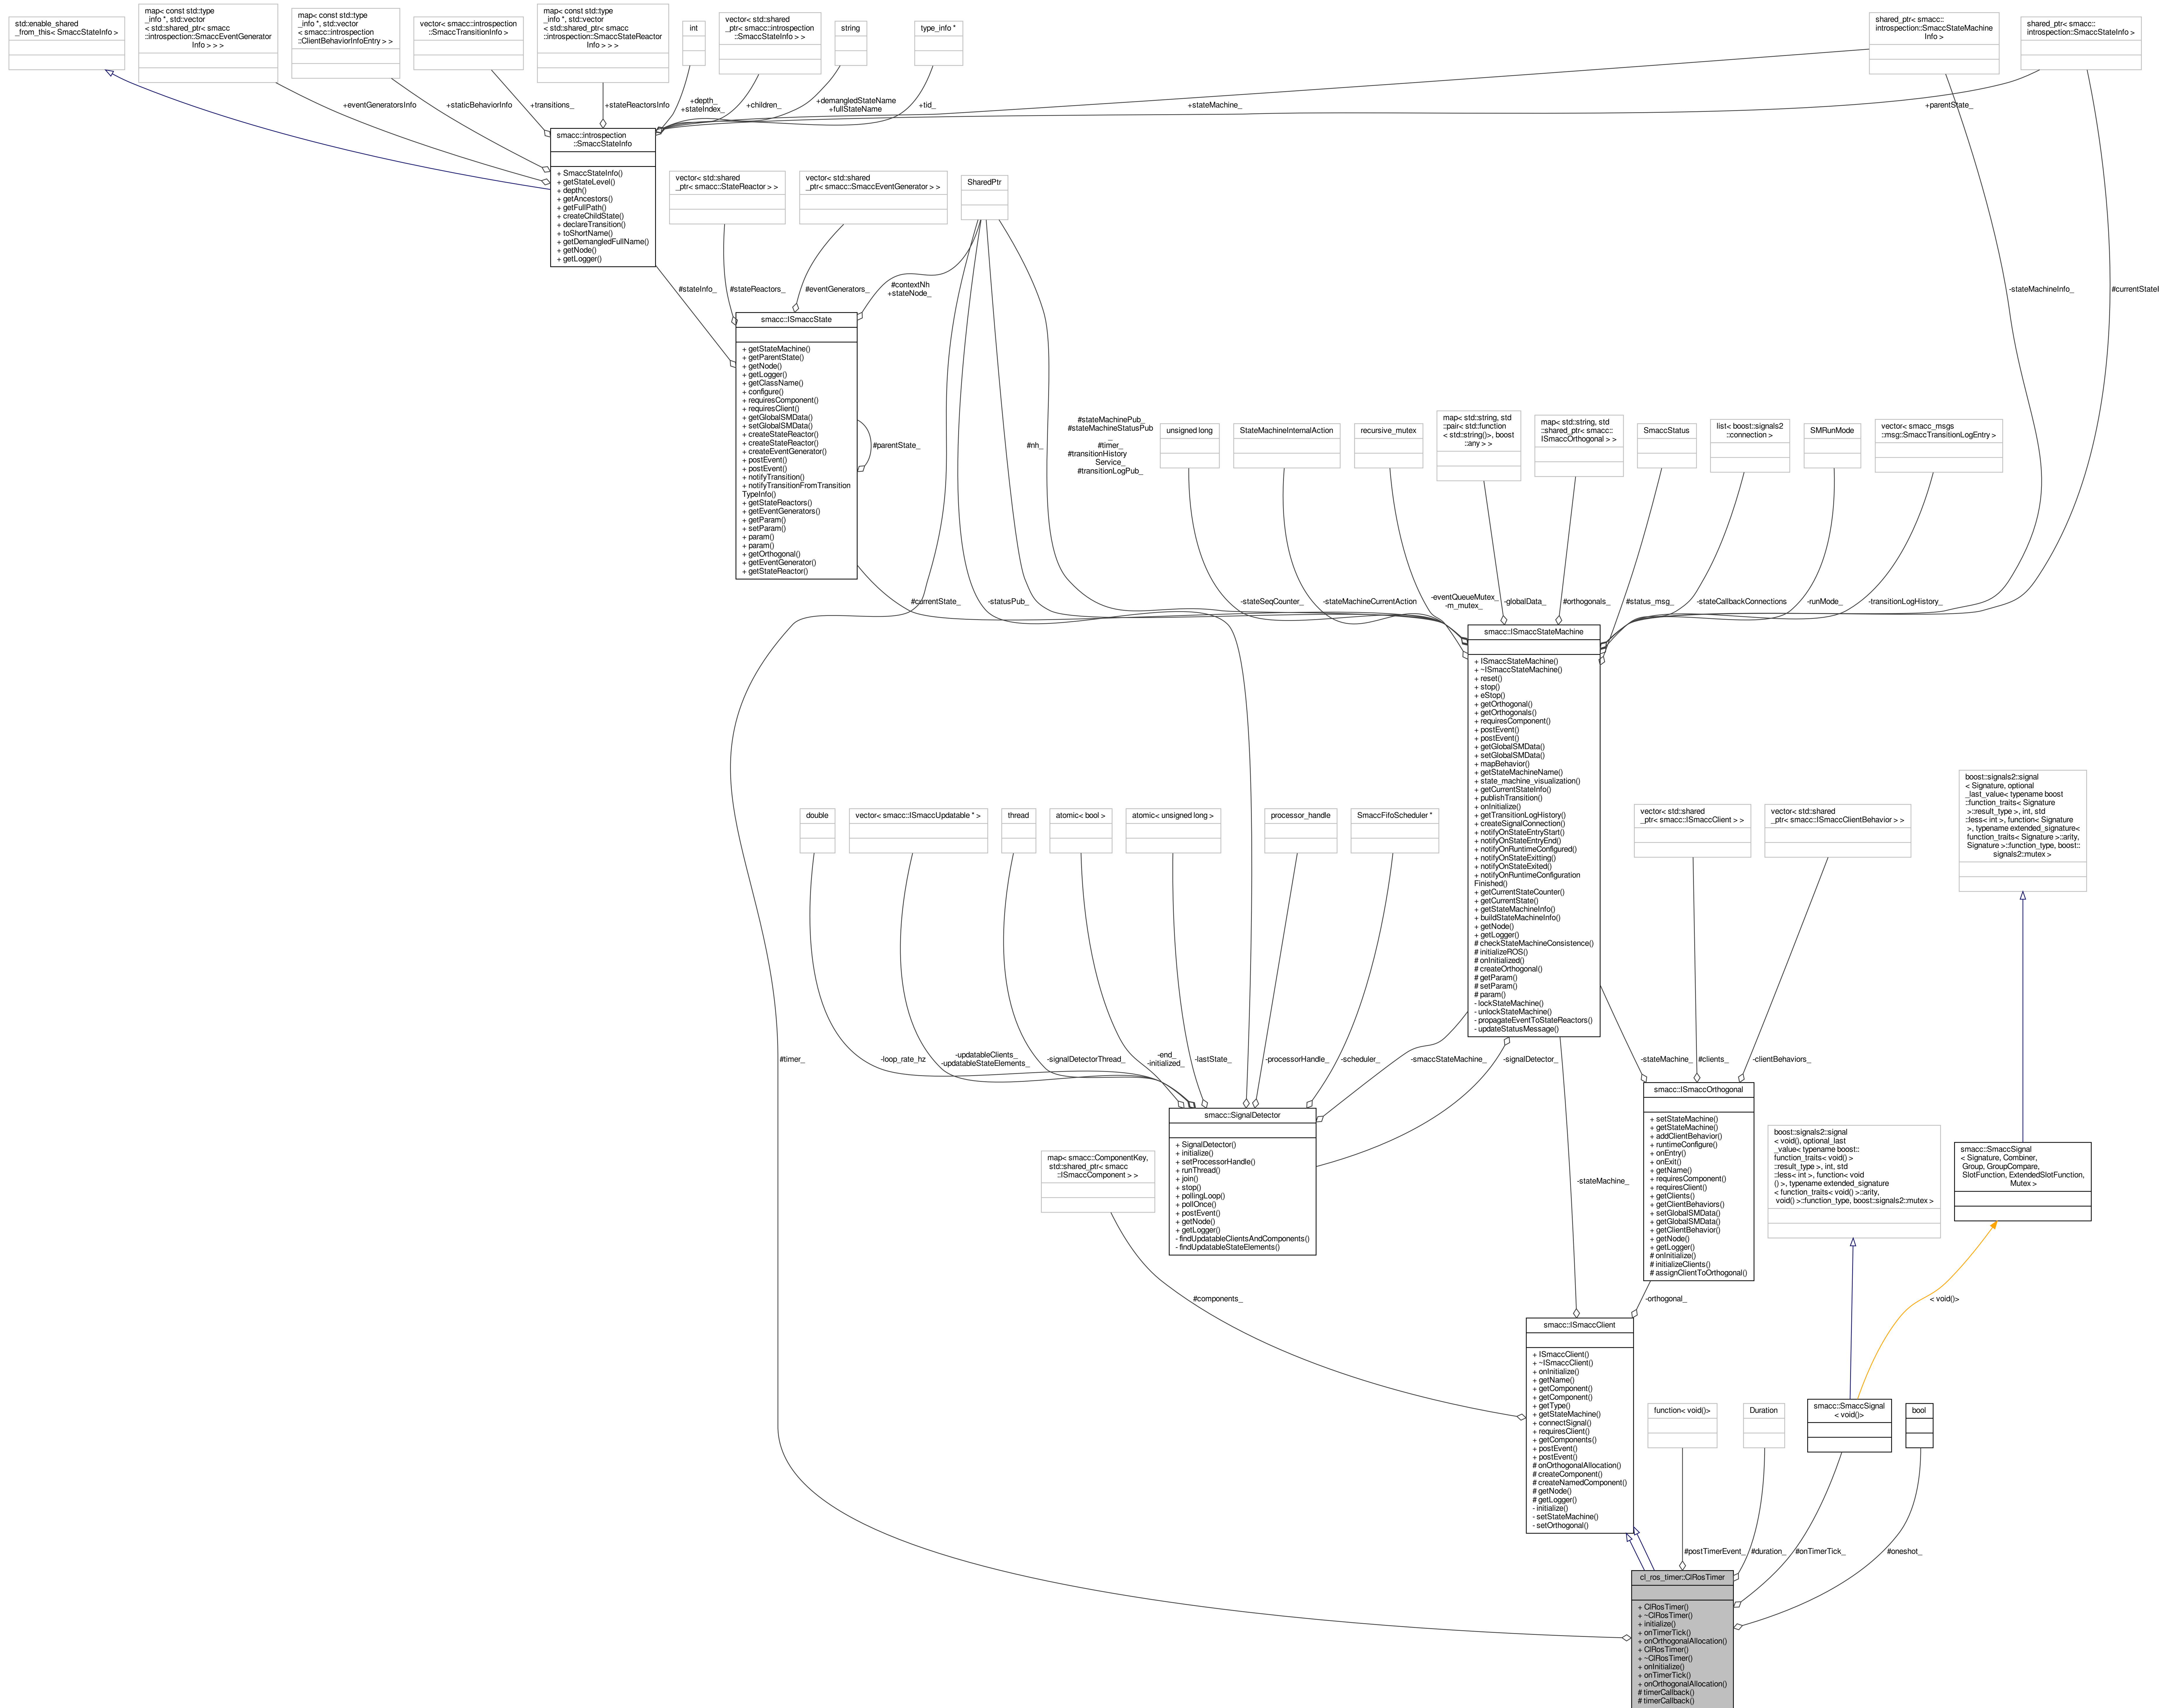 std::enable_shared
_from_this< SmaccStateInfo >
map< const std::type
_info *, std::vector
< std::shared_ptr< smacc
::introspection::SmaccEventGenerator
Info > > >
map< const std::type
_info *, std::vector
< smacc::introspection
::ClientBehaviorInfoEntry > >
vector< smacc::introspection
::SmaccTransitionInfo >
map< const std::type
_info *, std::vector
< std::shared_ptr< smacc
::introspection::SmaccStateReactor
Info > > >
int
vector< std::shared
_ptr< smacc::introspection
::SmaccStateInfo > >
string
type_info *
shared_ptr< smacc::
introspection::SmaccStateMachine
Info >
shared_ptr< smacc::
introspection::SmaccStateInfo >
+eventGeneratorsInfo
+staticBehaviorInfo
+transitions_
+stateReactorsInfo
+depth_
+stateIndex_
+children_
+demangledStateName
+fullStateName
+tid_
+stateMachine_
+parentState_
smacc::introspection
::SmaccStateInfo
+ SmaccStateInfo()
+ getStateLevel()
+ depth()
+ getAncestors()
+ getFullPath()
+ createChildState()
+ declareTransition()
+ toShortName()
+ getDemangledFullName()
+ getNode()
+ getLogger()
vector< std::shared
_ptr< smacc::StateReactor > >
vector< std::shared
_ptr< smacc::SmaccEventGenerator > >
SharedPtr
#stateInfo_
#stateReactors_
#eventGenerators_
#contextNh
+stateNode_
-stateMachineInfo_
#currentStateI
smacc::ISmaccState
+ getStateMachine()
+ getParentState()
+ getNode()
+ getLogger()
+ getClassName()
+ configure()
+ requiresComponent()
+ requiresClient()
+ getGlobalSMData()
+ setGlobalSMData()
+ createStateReactor()
+ createStateReactor()
+ createEventGenerator()
+ postEvent()
+ postEvent()
+ notifyTransition()
+ notifyTransitionFromTransition
TypeInfo()
+ getStateReactors()
+ getEventGenerators()
+ getParam()
+ setParam()
+ param()
+ param()
+ getOrthogonal()
+ getEventGenerator()
+ getStateReactor()
#parentState_
#nh_
#stateMachinePub_
#stateMachineStatusPub
_
#timer_
#transitionHistory
Service_
#transitionLogPub_
unsigned long
StateMachineInternalAction
recursive_mutex
map< std::string, std
::pair< std::function
< std::string()>, boost
::any > >
map< std::string, std
::shared_ptr< smacc::
ISmaccOrthogonal > >
SmaccStatus
list< boost::signals2
::connection >
SMRunMode
vector< smacc_msgs
::msg::SmaccTransitionLogEntry >
#currentState_
-statusPub_
-stateSeqCounter_
-stateMachineCurrentAction
-eventQueueMutex_
-m_mutex_
-globalData_
#orthogonals_
#status_msg_
-stateCallbackConnections
-runMode_
-transitionLogHistory_
smacc::ISmaccStateMachine
+ ISmaccStateMachine()
+ ~ISmaccStateMachine()
+ reset()
+ stop()
+ eStop()
+ getOrthogonal()
+ getOrthogonals()
+ requiresComponent()
+ postEvent()
+ postEvent()
+ getGlobalSMData()
+ setGlobalSMData()
+ mapBehavior()
+ getStateMachineName()
+ state_machine_visualization()
+ getCurrentStateInfo()
+ publishTransition()
+ onInitialize()
+ getTransitionLogHistory()
+ createSignalConnection()
+ notifyOnStateEntryStart()
+ notifyOnStateEntryEnd()
+ notifyOnRuntimeConfigured()
+ notifyOnStateExitting()
+ notifyOnStateExited()
+ notifyOnRuntimeConfiguration
Finished()
+ getCurrentStateCounter()
+ getCurrentState()
+ getStateMachineInfo()
+ buildStateMachineInfo()
+ getNode()
+ getLogger()
# checkStateMachineConsistence()
# initializeROS()
# onInitialized()
# createOrthogonal()
# getParam()
# setParam()
# param()
- lockStateMachine()
- unlockStateMachine()
- propagateEventToStateReactors()
- updateStatusMessage()
double
vector< smacc::ISmaccUpdatable * >
thread
atomic< bool >
atomic< unsigned long >
processor_handle
SmaccFifoScheduler *
vector< std::shared
_ptr< smacc::ISmaccClient > >
vector< std::shared
_ptr< smacc::ISmaccClientBehavior > >
boost::signals2::signal
< Signature, optional
_last_value< typename boost
::function_traits< Signature
>::result_type >, int, std
::less< int >, function< Signature
>, typename extended_signature<
function_traits< Signature >::arity,
Signature >::function_type, boost::
signals2::mutex >
#timer_
-loop_rate_hz
-updatableClients_
-updatableStateElements_
-signalDetectorThread_
-end_
-initialized_
-lastState_
-processorHandle_
-scheduler_
-smaccStateMachine_
-signalDetector_
-stateMachine_
#clients_
-clientBehaviors_
smacc::SignalDetector
+ SignalDetector()
+ initialize()
+ setProcessorHandle()
+ runThread()
+ join()
+ stop()
+ pollingLoop()
+ pollOnce()
+ postEvent()
+ getNode()
+ getLogger()
- findUpdatableClientsAndComponents()
- findUpdatableStateElements()
map< smacc::ComponentKey,
std::shared_ptr< smacc
::ISmaccComponent > >
-stateMachine_
smacc::ISmaccOrthogonal
+ setStateMachine()
+ getStateMachine()
+ addClientBehavior()
+ runtimeConfigure()
+ onEntry()
+ onExit()
+ getName()
+ requiresComponent()
+ requiresClient()
+ getClients()
+ getClientBehaviors()
+ setGlobalSMData()
+ getGlobalSMData()
+ getClientBehavior()
+ getNode()
+ getLogger()
# onInitialize()
# initializeClients()
# assignClientToOrthogonal()
boost::signals2::signal
< void(), optional_last
_value< typename boost::
function_traits< void() >
::result_type >, int, std
::less< int >, function< void
() >, typename extended_signature
< function_traits< void() >::arity,
void() >::function_type, boost::signals2::mutex >
smacc::SmaccSignal
< Signature, Combiner,
Group, GroupCompare,
SlotFunction, ExtendedSlotFunction,
Mutex >
#components_
-orthogonal_
< void()>
smacc::ISmaccClient
+ ISmaccClient()
+ ~ISmaccClient()
+ onInitialize()
+ getName()
+ getComponent()
+ getComponent()
+ getType()
+ getStateMachine()
+ connectSignal()
+ requiresClient()
+ getComponents()
+ postEvent()
+ postEvent()
# onOrthogonalAllocation()
# createComponent()
# createNamedComponent()
# getNode()
# getLogger()
- initialize()
- setStateMachine()
- setOrthogonal()
function< void()>
Duration
smacc::SmaccSignal
< void()>
bool
#postTimerEvent_
#duration_
#onTimerTick_
#oneshot_
cl_ros_timer::ClRosTimer
+ ClRosTimer()
+ ~ClRosTimer()
+ initialize()
+ onTimerTick()
+ onOrthogonalAllocation()
+ ClRosTimer()
+ ~ClRosTimer()
+ onInitialize()
+ onTimerTick()
+ onOrthogonalAllocation()
# timerCallback()
# timerCallback()